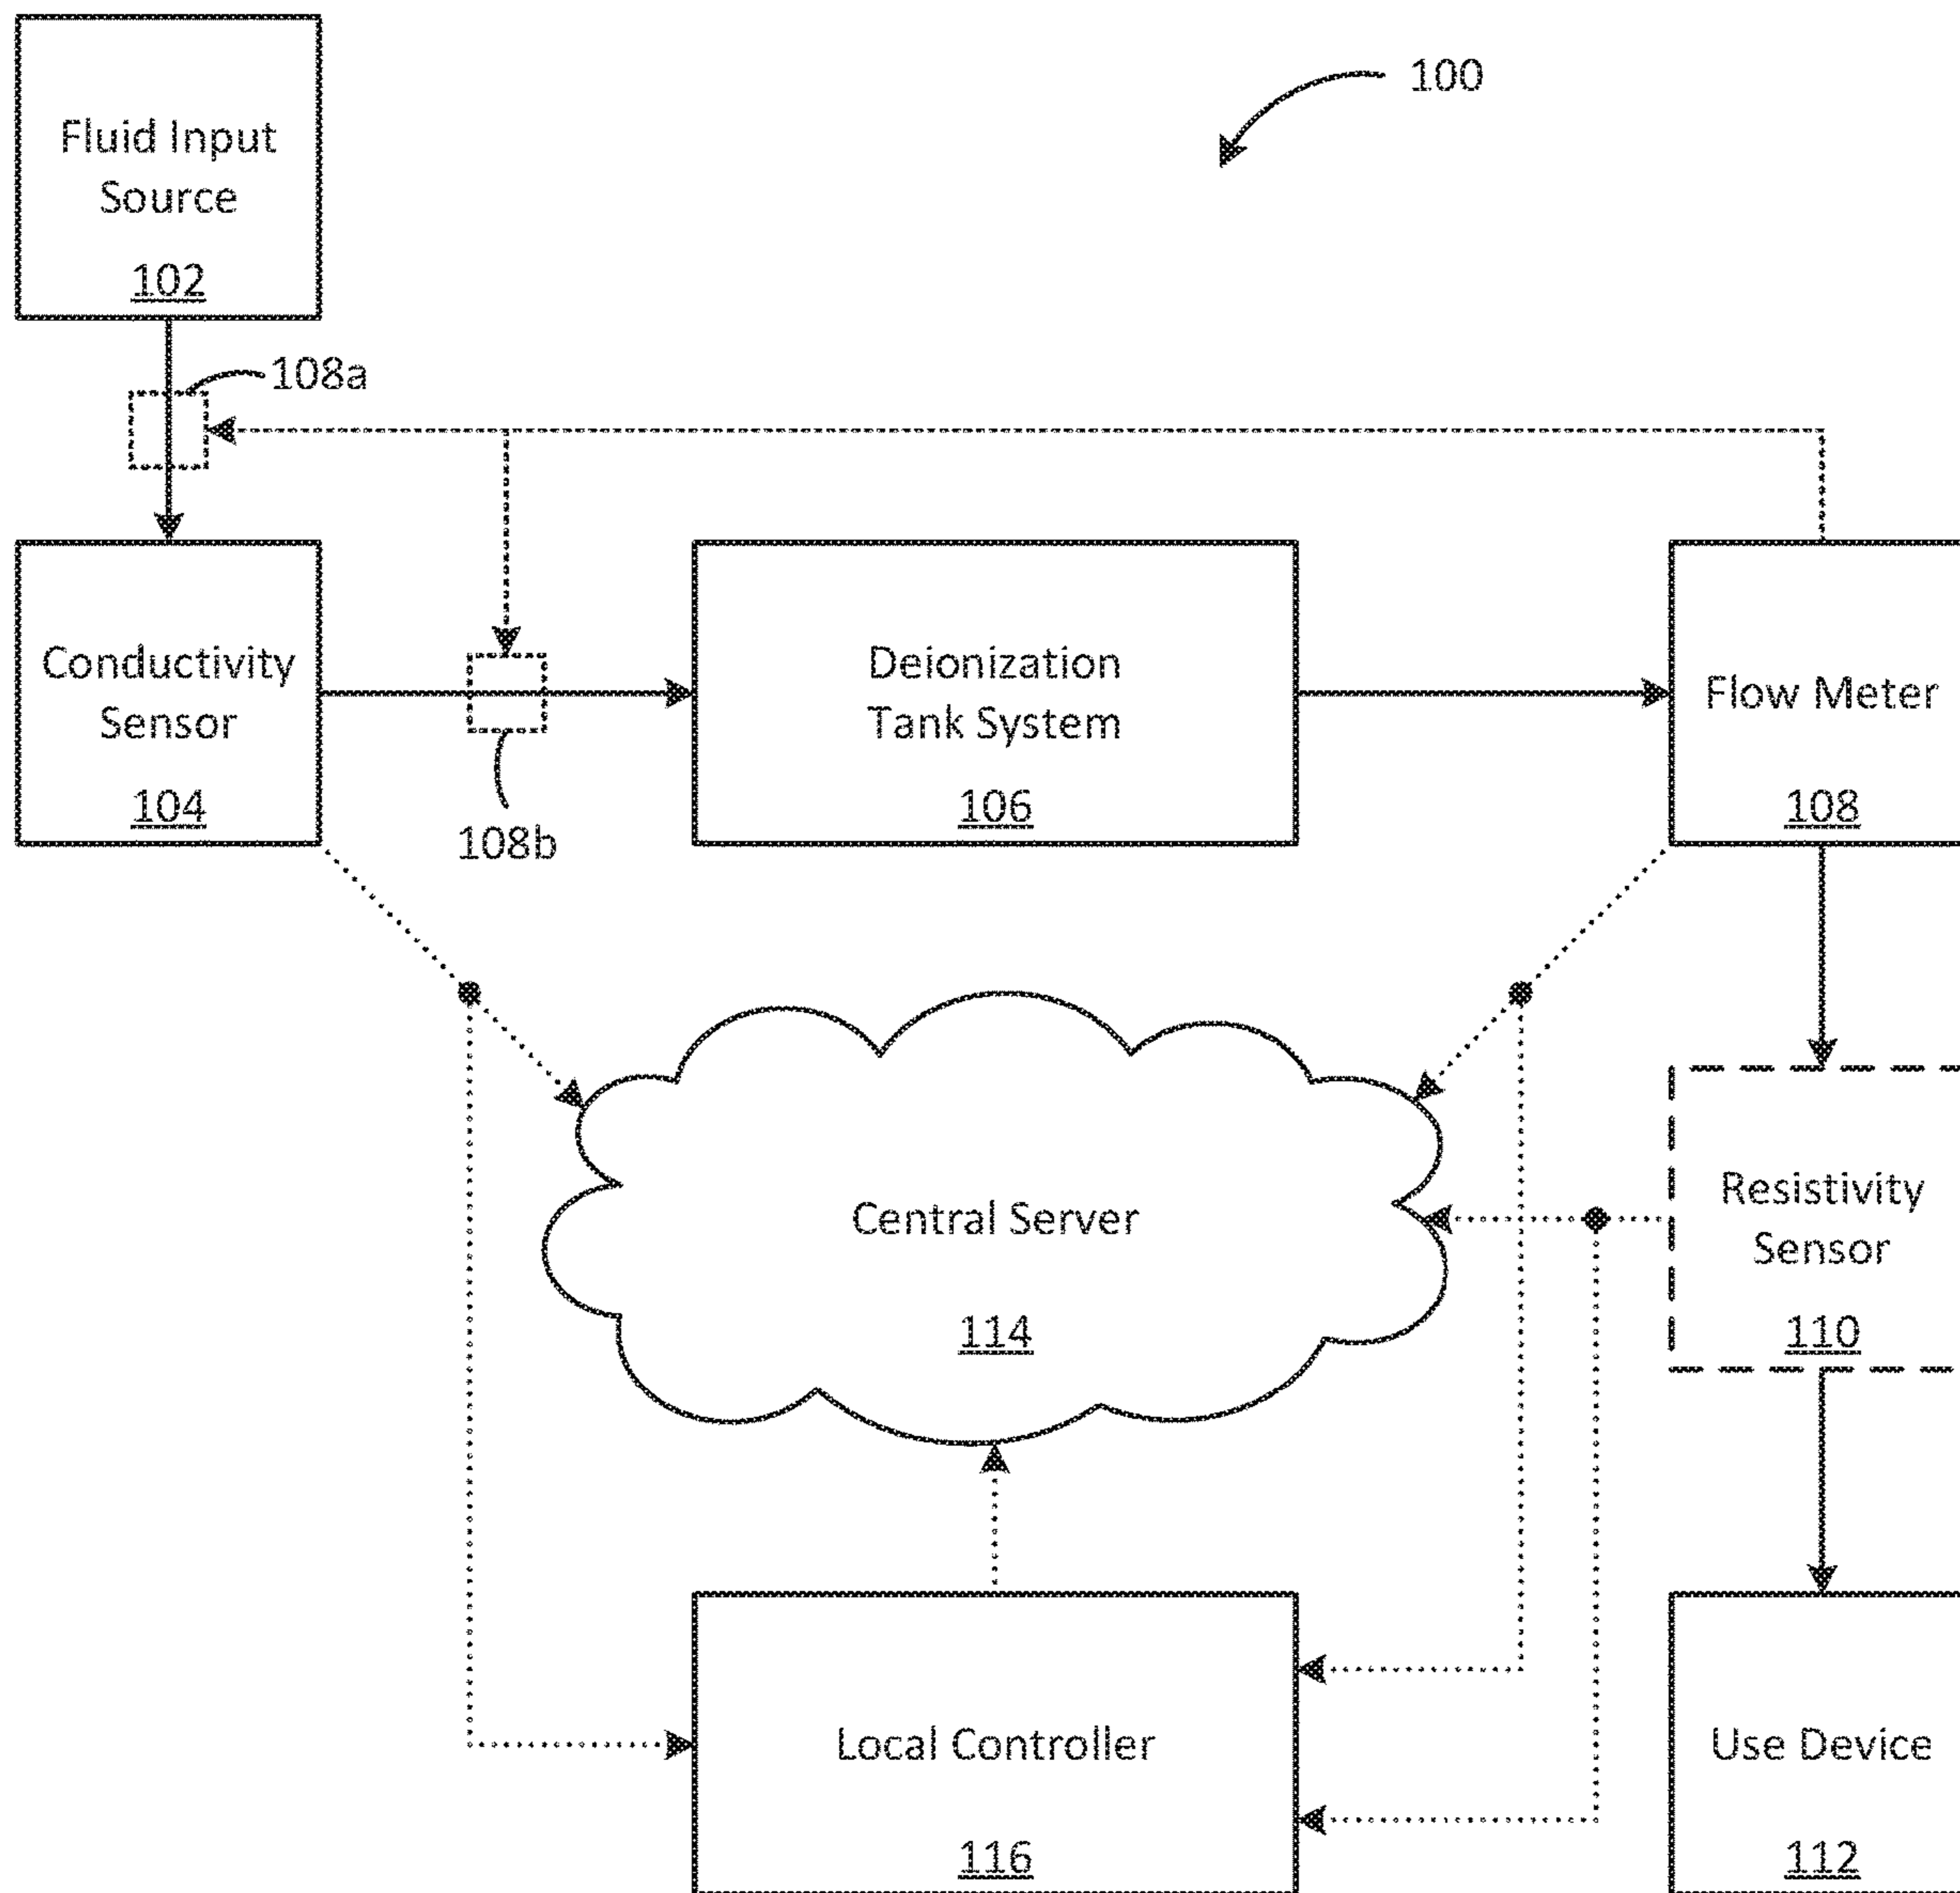 100
Fluid Input
Source
102
108a
Conductivity
Sensor
104
108b
Deionization
Tank System
106
Flow Meter
108
Central Server
114
Resistivity
Sensor
110
Local Controller
116
Use Device
112